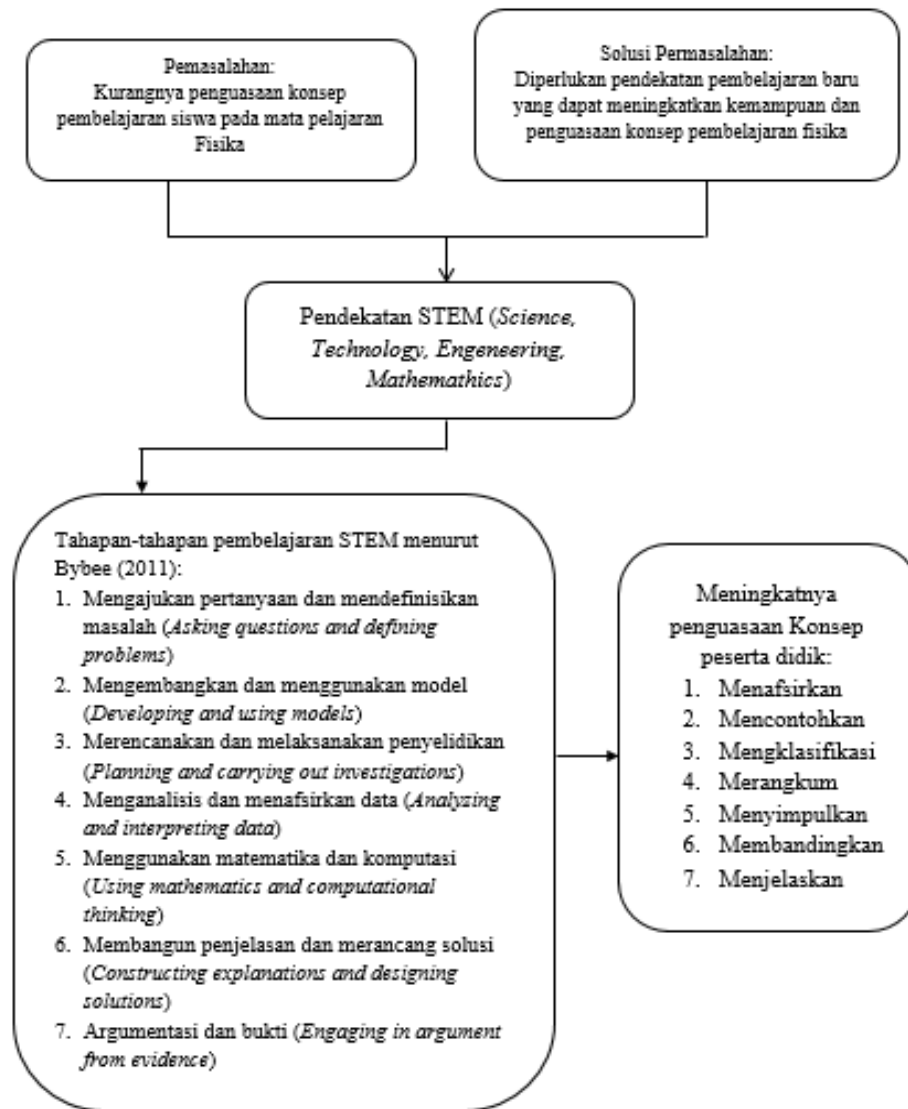 Pemasalahan:
Kurangnya penguasaan konsep
pembelajaran siswa pada mata pelajaran
Fisika
Solusi Permasalahan:
Diperlukan pendekatan pembelajaran baru
yang dapat meningkatkan kemampuan dan
penguasaan konsep pembelajaran fisika
Pendekatan STEM (Science,
Technology, Engeneering,
Mathemathics)
Tahapan-tahapan pembelajaran STEM menurut
Bybee (2011):
1. Mengajukan pertanyaan dan mendefinisikan
masalah (Asking questions and defining
problems)
2. Mengembangkan dan menggunakan model
(Developing and using models)
3. Merencanakan dan melaksanakan penyelidikan
(Planning and carrying out investigations)
4. Menganalisis dan menafsirkan data (Analyzing
and interpreting data)
5. Menggunakan matematika dan komputasi
(Using mathematics and computational
thinking)
6. Membangun penjelasan dan merancang solusi
(Constructing explanations and designing
solutions)
7. Argumentasi dan bukti (Engaging in argument
from evidence)
Meningkatnya
penguasaan Konsep
peserta didik:
1. Menafsirkan
2. Mencontohkan
3. Mengklasifikasi
4. Merangkum
5. Menyimpulkan
6. Membandingkan
7. Menjelaskan